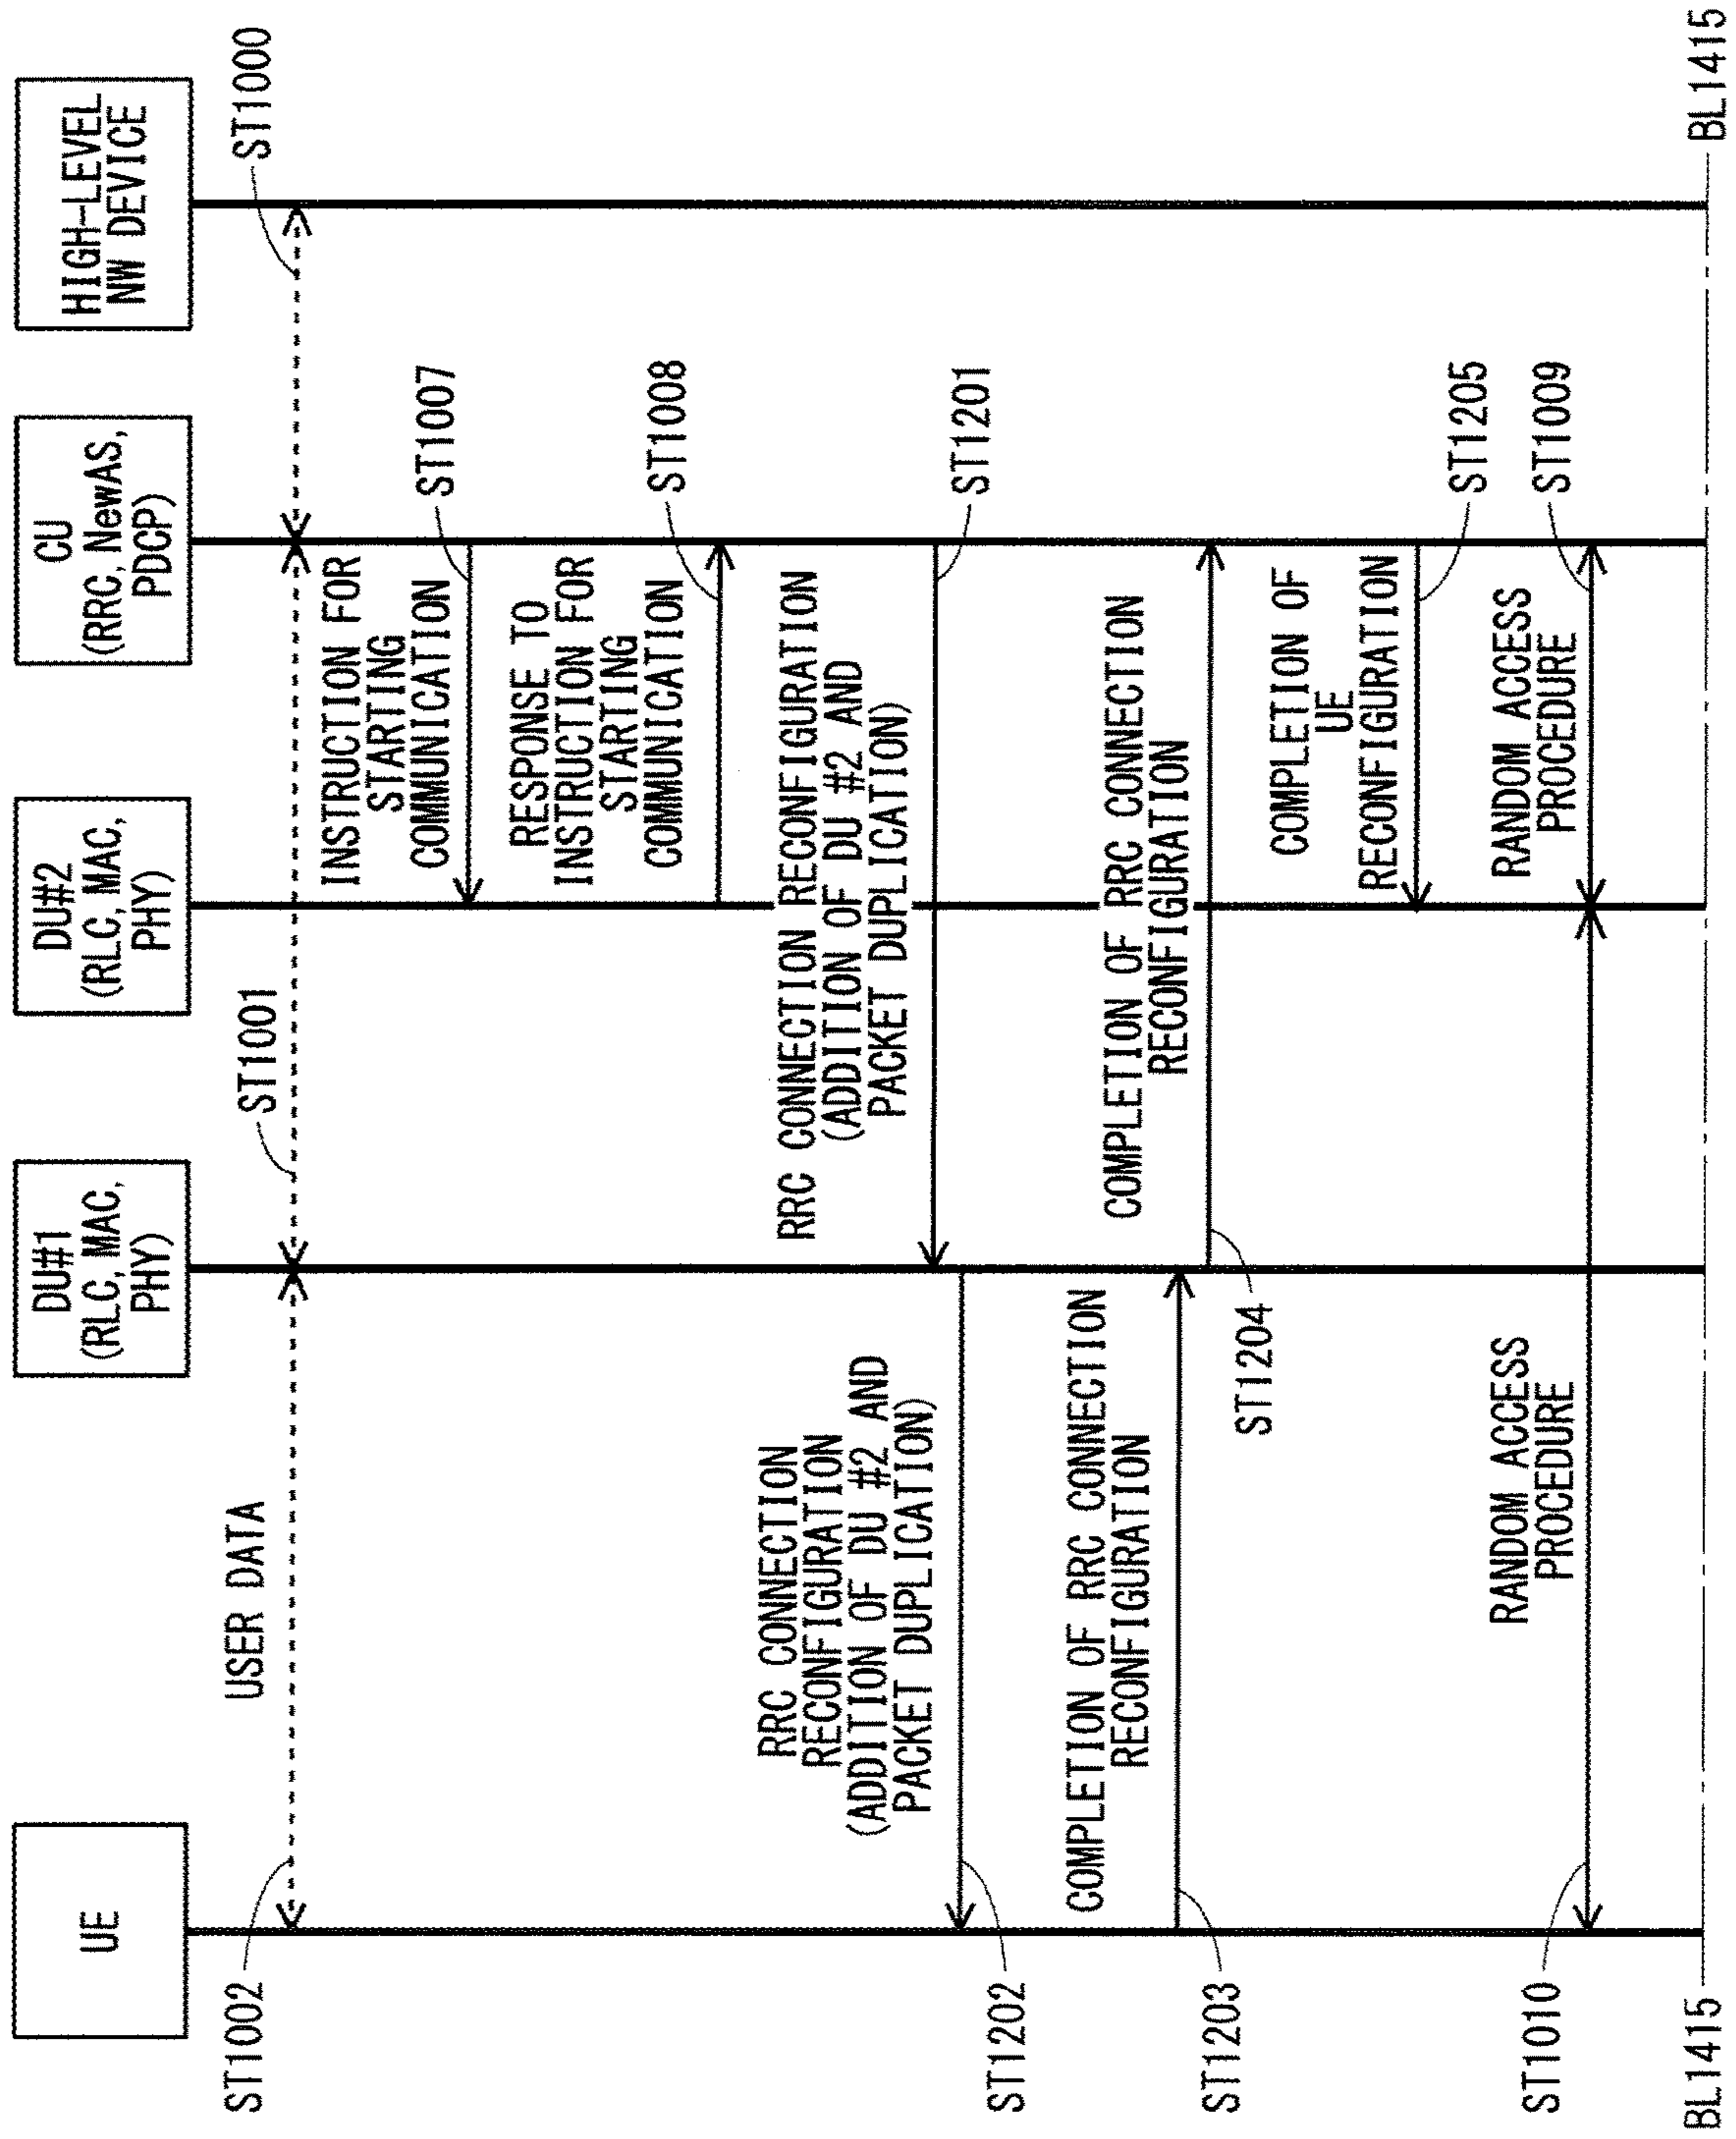 UE
DU#1
(RLC, MAC,
PHY)
DU#2
(RLC, MAC,
PHY)
CU
(RRC, NewAS,
PDCP)
HIGH-LEVEL
NW DEVICE
ST1002
USER DATA
ST1001
ST1000
INSTRUCTION FOR
STARTING
COMMUNICATION
ST1007
RESPONSE TO
INSTRUCTION FOR
STARTING
COMMUNICATION
ST1008
RRC CONNECTION RECONFIGURATION
(ADDITION OF DU #2 AND
PACKET DUPLICATION)
ST1201
RRC CONNECTION
RECONFIGURATION
(ADDITION OF DU #2 AND
PACKET DUPLICATION)
ST1202
COMPLETION OF RRC CONNECTION
RECONFIGURATION
ST1203
COMPLETION OF RRC CONNECTION
RECONFIGURATION
ST1204
COMPLETION OF
UE
RECONFIGURATION
ST1205
RANDOM ACCESS
PROCEDURE
ST1009
RANDOM ACCESS
PROCEDURE
ST1010
BL1415
BL1415